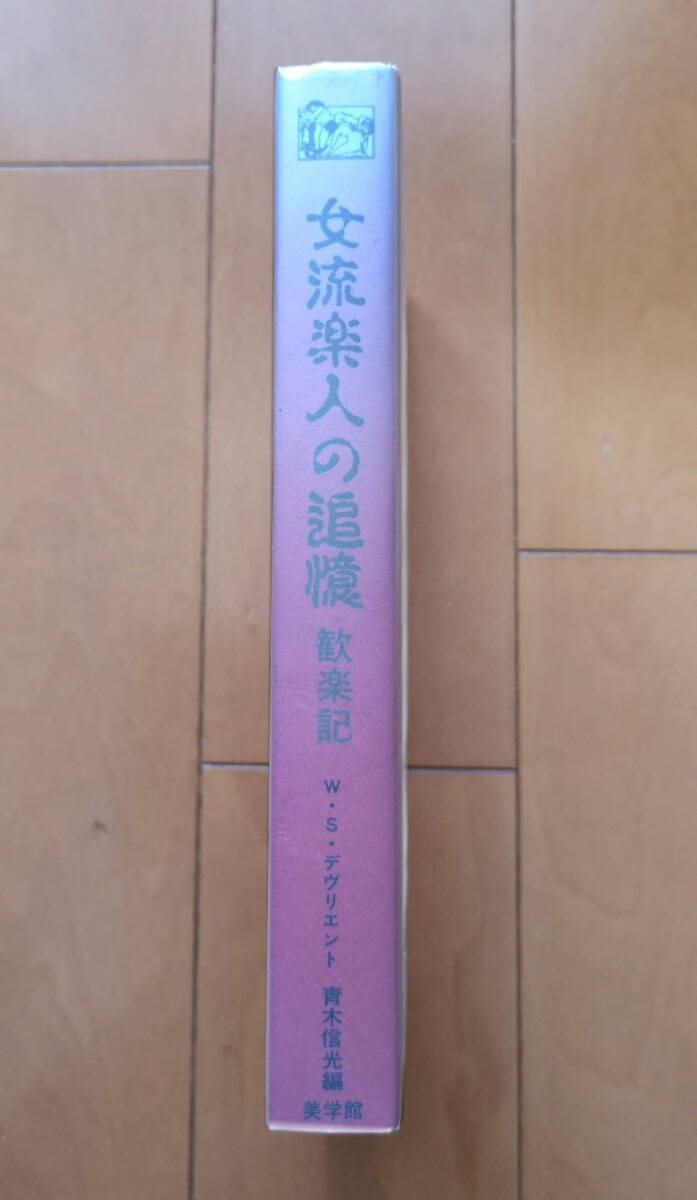 女流楽人の追憶
歓楽記
W・S・デヴリエント
青木信光編
美学館